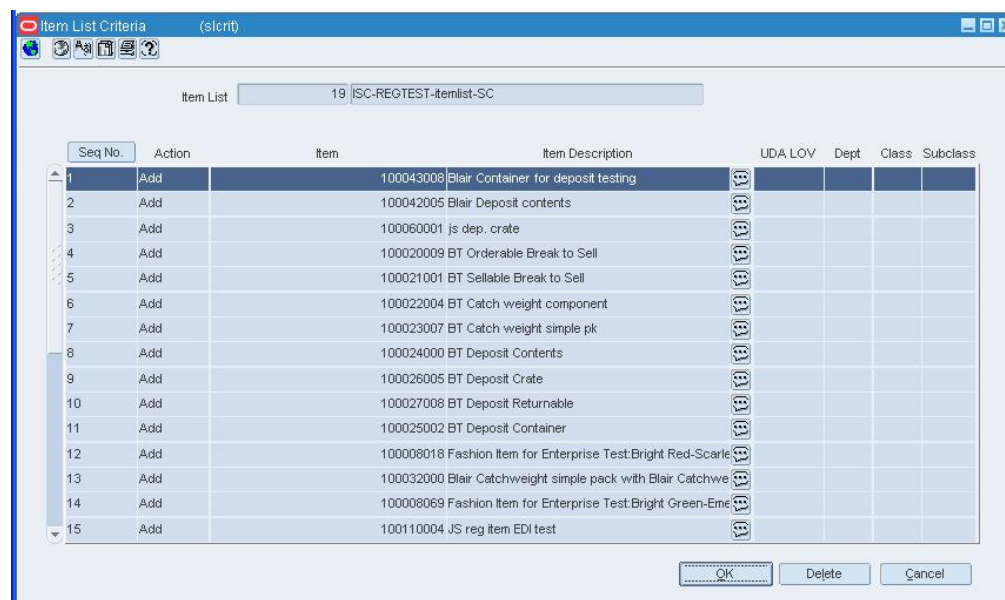 Item List Criteria (slcrit)
Item List 19 ISC-REGTEST-itemlist-SC
Seq No. Action Item Item Description UDA LOV Dept Class Subclass
1 Add 100043008 Blair Container for deposit testing
2 Add 100042005 Blair Deposit contents
3 Add 100060001 js dep. crate
4 Add 100020009 BT Orderable Break to Sell
5 Add 100021001 BT Sellable Break to Sell
6 Add 100022004 BT Catch weight component
7 Add 100023007 BT Catch weight simple pk
8 Add 100024000 BT Deposit Contents
9 Add 100026005 BT Deposit Crate
10 Add 100027008 BT Deposit Returnable
11 Add 100025002 BT Deposit Container
12 Add 100008018 Fashion Item for Enterprise Test:Bright Red-Scarle
13 Add 100032000 Blair Catchweight simple pack with Blair Catchwe
14 Add 100008069 Fashion Item for Enterprise Test:Bright Green-Eme
15 Add 100110004 JS reg item EDI test
OK Delete Cancel